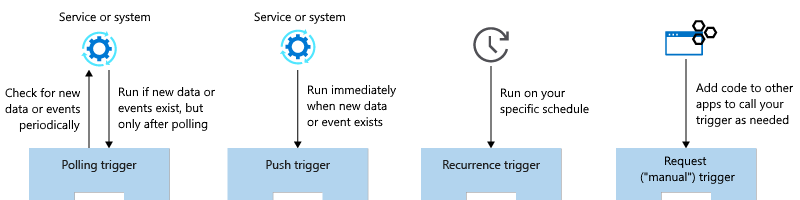 Service or system
Check for new
data or events
periodically
Run if new data or
events exist, but
only after polling
Polling trigger
Service or system
Run immediately
when new data
or event exists
Push trigger
Run on your
specific schedule
Recurrence trigger
Add code to other
apps to call your
trigger as needed
Request
("manual") trigger